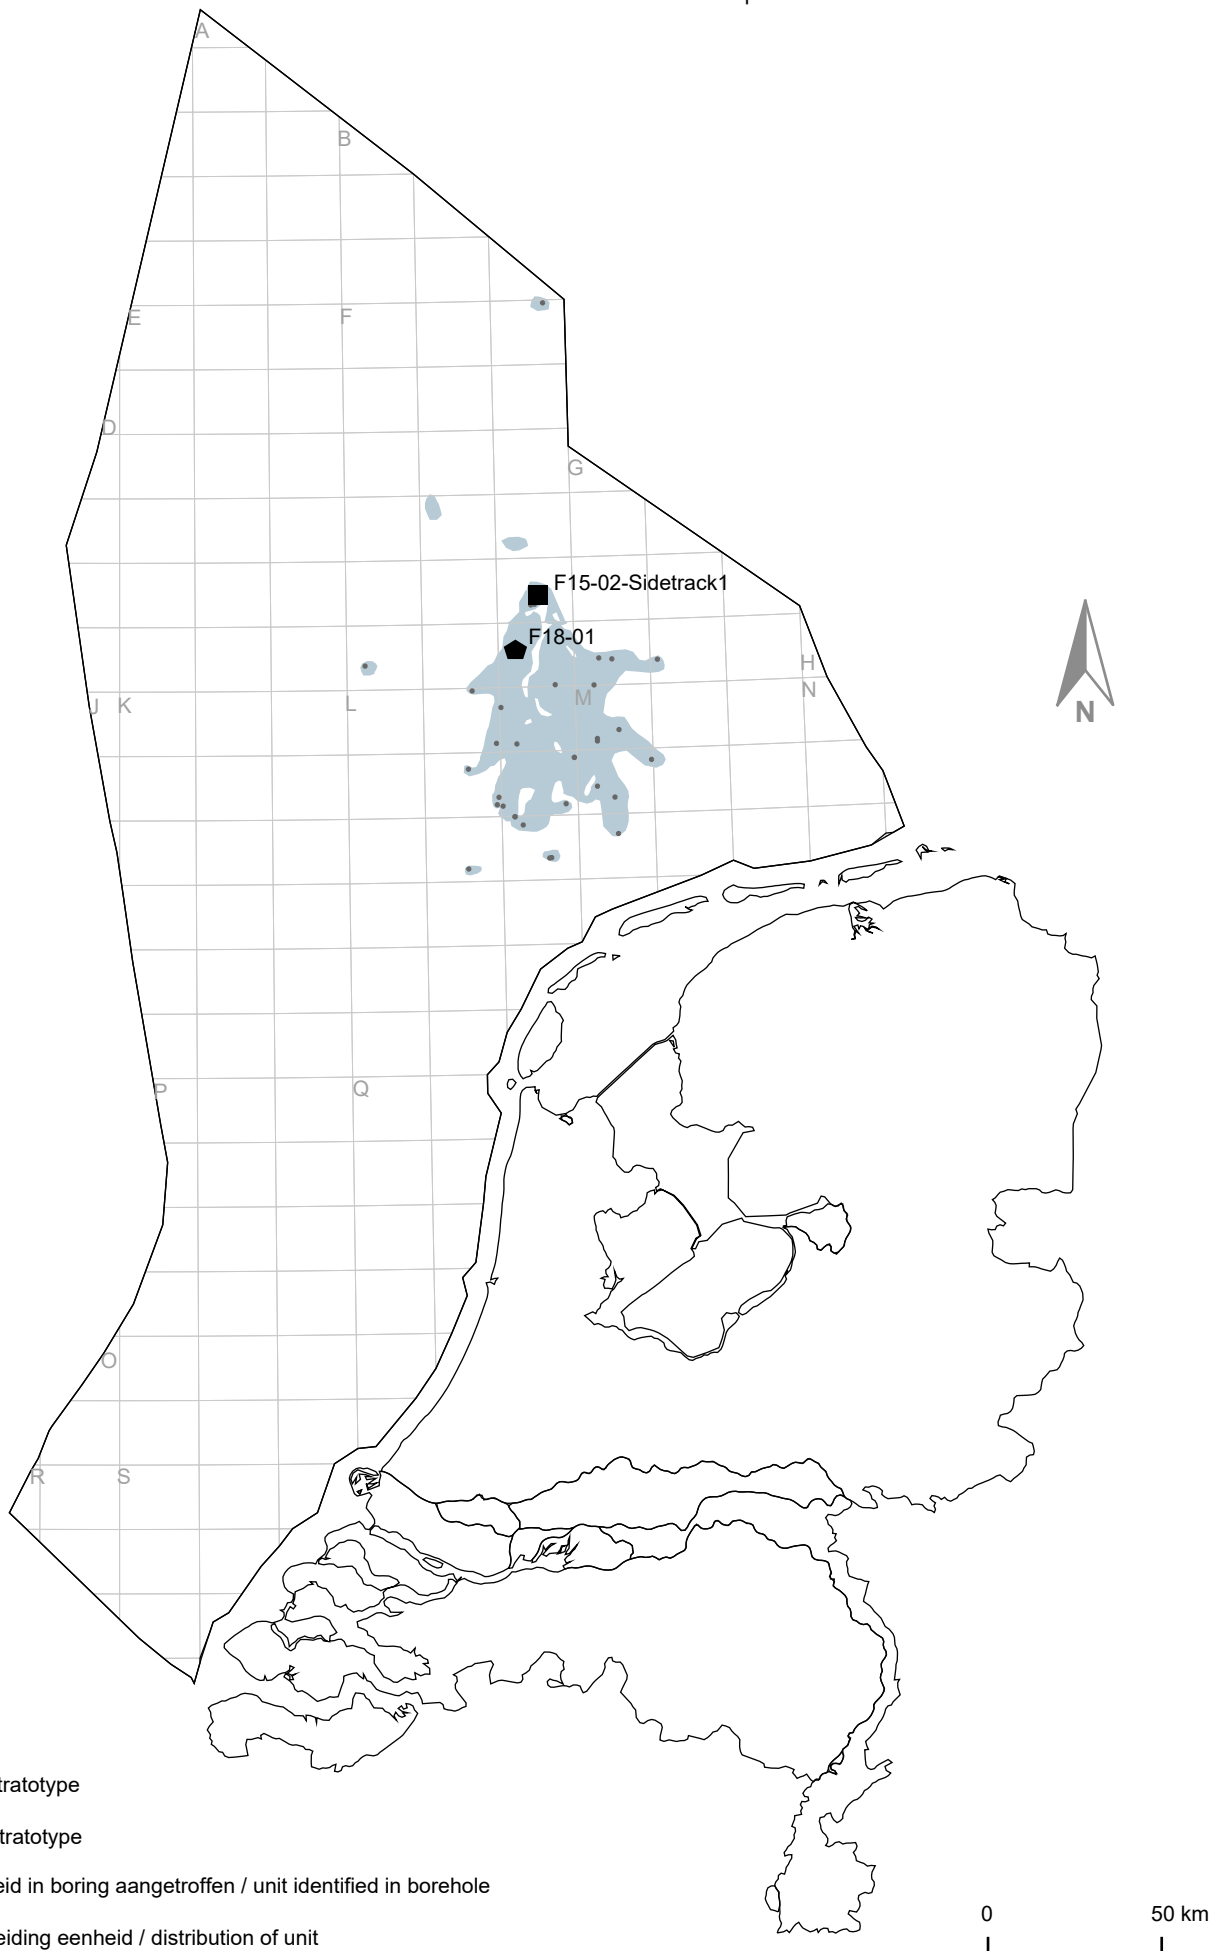 A
B
E
F
D
G
F15-02-Sidetrack1
F18-01
H
N
M
J K
L
N
P
Q
O
R
S
tratotype
tratotype
eid in boring aangetroffen / unit identified in borehole
eiding eenheid / distribution of unit
0 50 km